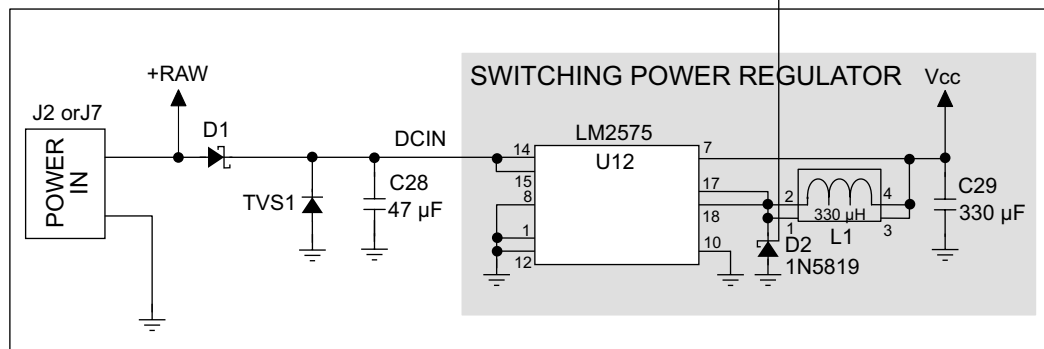 SWITCHING POWER REGULATOR
+RAW
Vcc
J2 orJ7
D1
DCIN
LM2575
U12
POWER
IN
TVS1
C28
47 µF
14
15
8
1
12
7
17
18
10
2
4
330 µH
1
3
L1
D2
1N5819
C29
330 µF